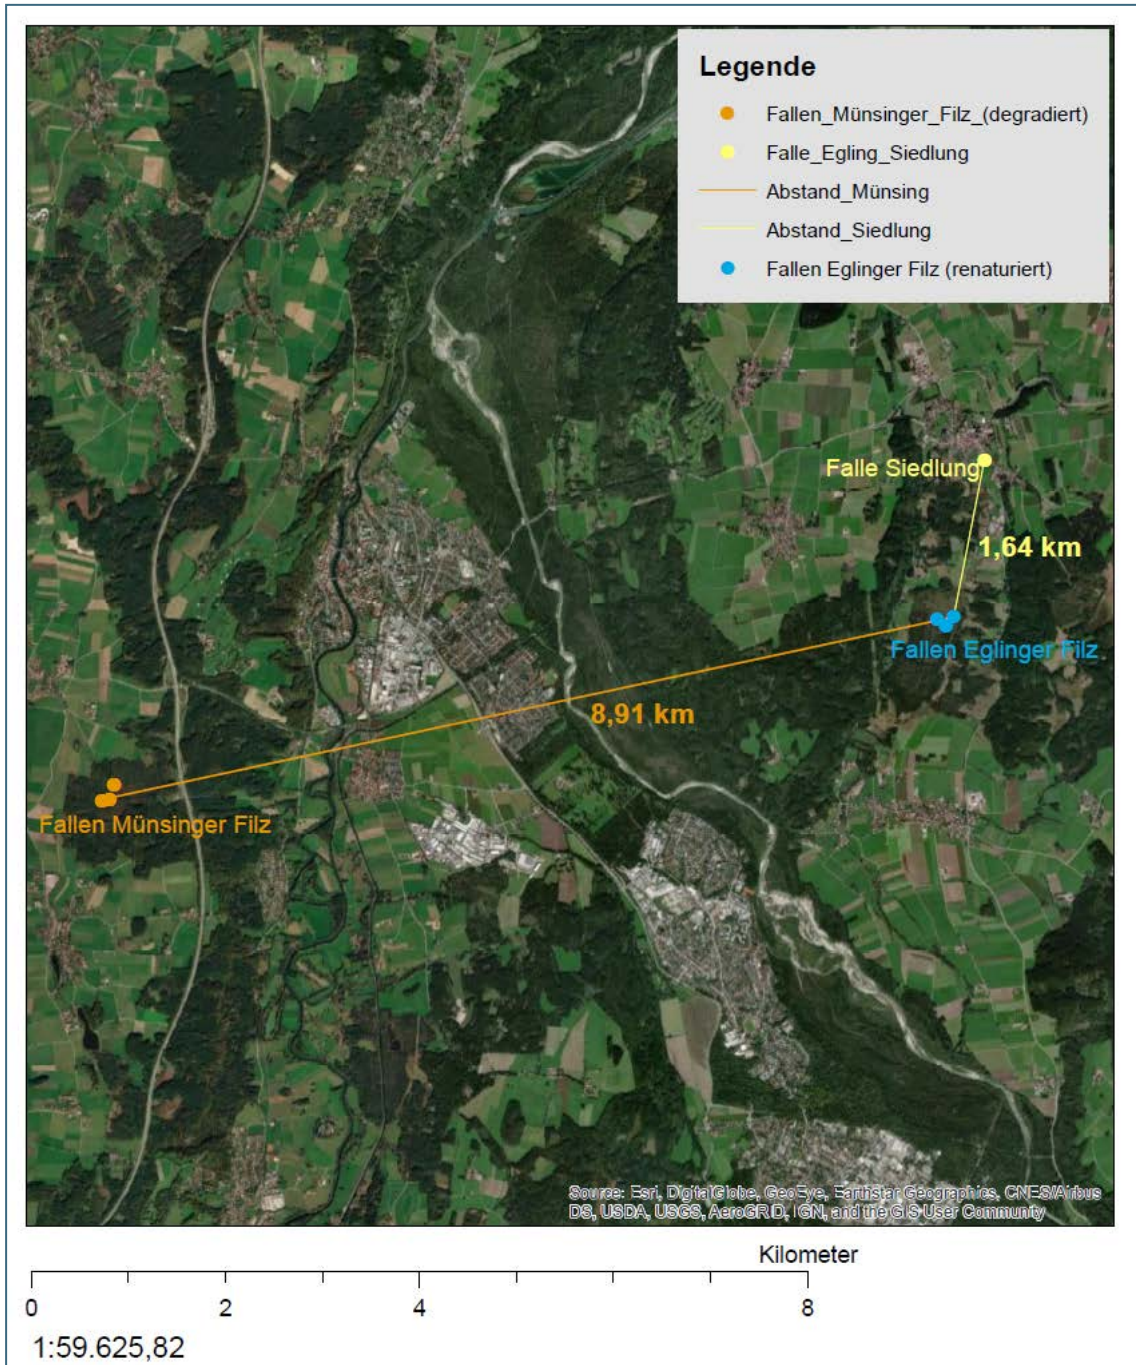 Legende
Fallen_Münsinger_Filz_(degradiert)
Falle_Egling_Siedlung
Abstand_Münsing
Abstand_Siedlung
Fallen Eglinger Filz (renaturiert)
Falle Siedlung
1,64 km
Fallen Eglinger Filz
8,91 km
Fallen Münsinger Filz
Source: Esri, DigitalGlobe, GeoEye, Earthstar Geographics, CNES/Airbus
DS, USDA, USGS, AeroGRID, IGN, and the GIS User Community
Kilometer
0 2 4 8
1:59.625,82